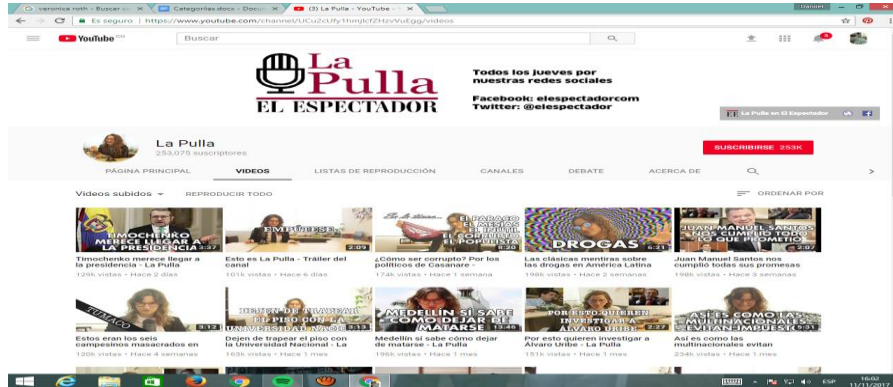 veronica roth - Buscar co
Categorías.docx - Docum
(3) La Pulla - YouTube - Y
Daniel
Es seguro | https://www.youtube.com/channel/UCu2cUfy1hmJlcfZHzvVuEgg/videos
YouTube CO
Buscar
La
Pulla
EL ESPECTADOR
Todos los jueves por
nuestras redes sociales
Facebook: elespectadorcom
Twitter: @elespectador
La Pulla en El Espectador
La Pulla
253,075 suscriptores
SUSCRIBIRSE 253K
PÁGINA PRINCIPAL VIDEOS LISTAS DE REPRODUCCIÓN CANALES DEBATE ACERCA DE
Videos subidos REPRODUCIR TODO ORDENAR POR
TIMOCHENKO
MERECE LLEGAR A
LA PRESIDENCIA 3:37
EMPUTESE. 2:09
EL PARACO
EL MESÍAS
EL POPULISTA
DROGAS 6:21
JUAN MANUEL SANTOS
NOS CUMPLIÓ TODO
LO QUE PROMETIÓ 2:07
Timochenko merece llegar a
la presidencia - La Pulla
129k vistas • Hace 2 días
Esto es La Pulla - Tráiler del
canal
101k vistas • Hace 6 días
¿Cómo ser corrupto? Por los
políticos de Casanare -
174k vistas • Hace 1 semana
Las clásicas mentiras sobre
las drogas en América Latina
198k vistas • Hace 2 semanas
Juan Manuel Santos nos
cumplió todas sus promesas
198k vistas • Hace 3 semanas
TUMACO 3:12
DEJEN DE TRAPEAR
EL PISO CON LA
UNIVERSIDAD NACIO 3:13
MEDELLÍN SÍ SABE
CÓMO DEJAR DE
MATARSE 13:46
POR ESTO QUIEREN
INVESTIGAR A
ÁLVARO URIBE 2:27
ASÍ ES COMO LAS
MULTINACIONALES
EVITAN IMPUEST 5:31
Estos eran los seis
campesinos masacrados en
120k vistas • Hace 4 semanas
Dejen de trapear el piso con
la Universidad Nacional - La
163k vistas • Hace 1 mes
Medellín sí sabe cómo dejar
de matarse - La Pulla
196k vistas • Hace 1 mes
Por esto quieren investigar a
Álvaro Uribe - La Pulla
151k vistas • Hace 1 mes
Así es como las
multinacionales evitan
234k vistas • Hace 1 mes
ESP
16:02
11/11/2017